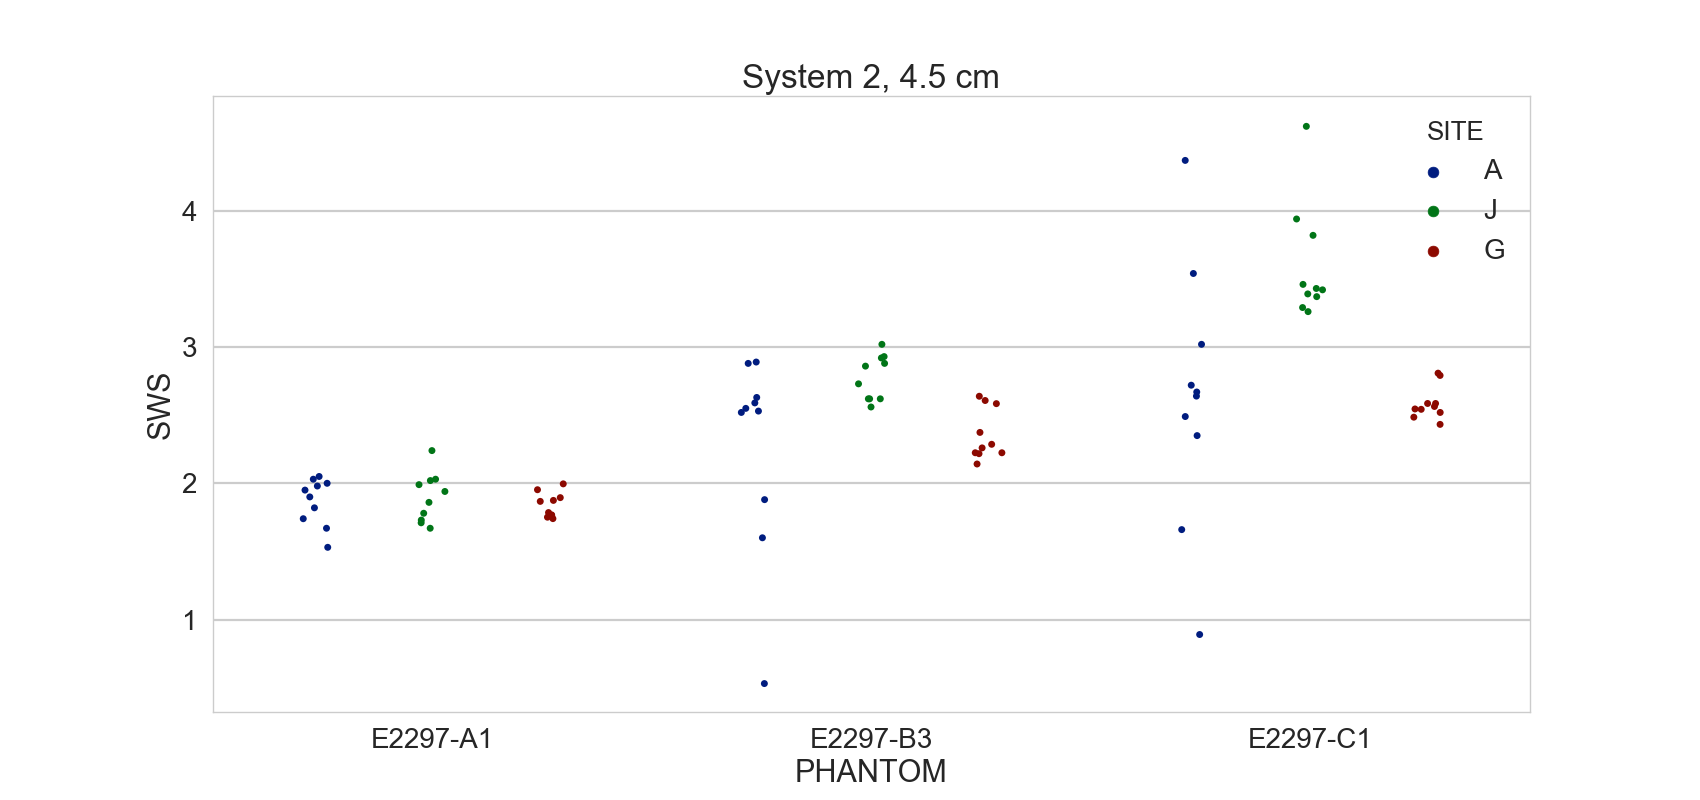 System 2, 4.5 cm
SITE
A
J
G
4
3
2
1
SWS
E2297-A1
E2297-B3
E2297-C1
PHANTOM